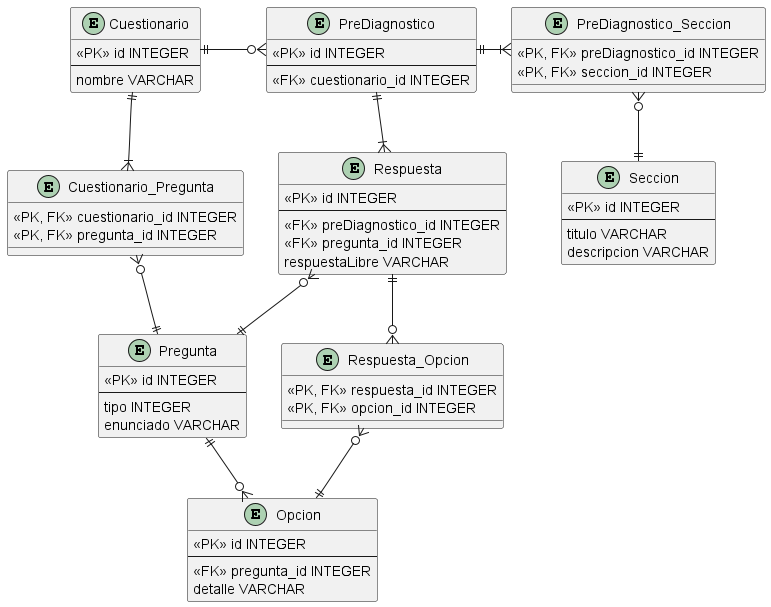 E Cuestionario
«PK» id INTEGER
nombre VARCHAR
E PreDiagnostico
«PK» id INTEGER
«FK» cuestionario_id INTEGER
E PreDiagnostico_Seccion
«PK, FK» preDiagnostico_id INTEGER
«PK, FK» seccion_id INTEGER
E Cuestionario_Pregunta
«PK, FK» cuestionario_id INTEGER
«PK, FK» pregunta_id INTEGER
E Respuesta
«PK» id INTEGER
«FK» preDiagnostico_id INTEGER
«FK» pregunta_id INTEGER
respuestaLibre VARCHAR
E Seccion
«PK» id INTEGER
titulo VARCHAR
descripcion VARCHAR
E Pregunta
«PK» id INTEGER
tipo INTEGER
enunciado VARCHAR
E Respuesta_Opcion
«PK, FK» respuesta_id INTEGER
«PK, FK» opcion_id INTEGER
E Opcion
«PK» id INTEGER
«FK» pregunta_id INTEGER
detalle VARCHAR